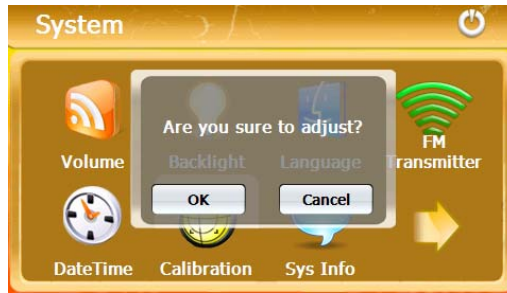 System
Are you sure to adjust?
Volume
Backlight
Language
FM
Transmitter
OK
Cancel
DateTime
Calibration
Sys Info